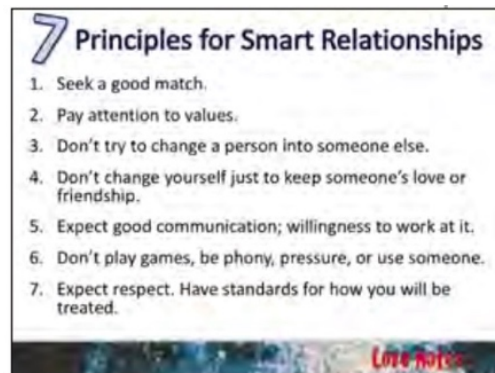 7 Principles for Smart Relationships
1. Seek a good match.
2. Pay attention to values.
3. Don't try to change a person into someone else.
4. Don't change yourself just to keep someone's love or
friendship.
5. Expect good communication; willingness to work at it.
6. Don't play games, be phony, pressure, or use someone.
7. Expect respect. Have standards for how you will be
treated.
Love Notes